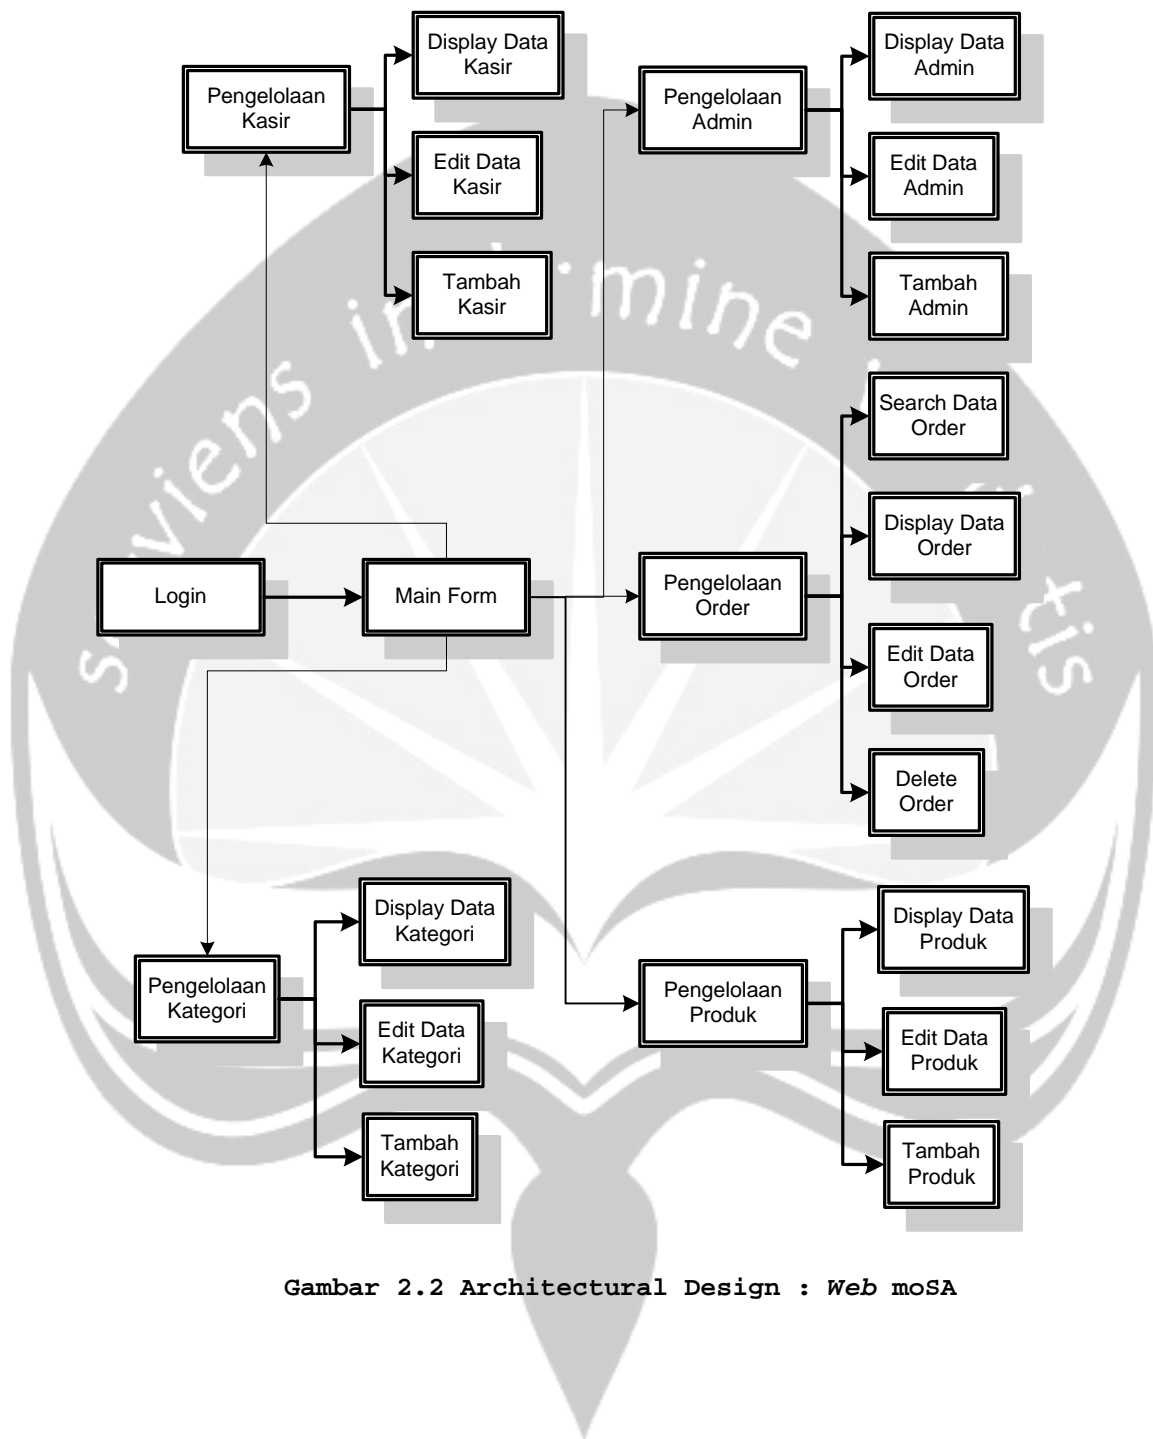 Display Data
Kasir
Pengelolaan
Kasir
Edit Data
Kasir
Tambah
Kasir
Display Data
Admin
Pengelolaan
Admin
Edit Data
Admin
Tambah
Admin
Search Data
Order
Display Data
Order
Login
Main Form
Pengelolaan
Order
Edit Data
Order
Delete
Order
Display Data
Kategori
Pengelolaan
Kategori
Edit Data
Kategori
Tambah
Kategori
Display Data
Produk
Pengelolaan
Produk
Edit Data
Produk
Tambah
Produk
Gambar 2.2 Architectural Design : Web moSA